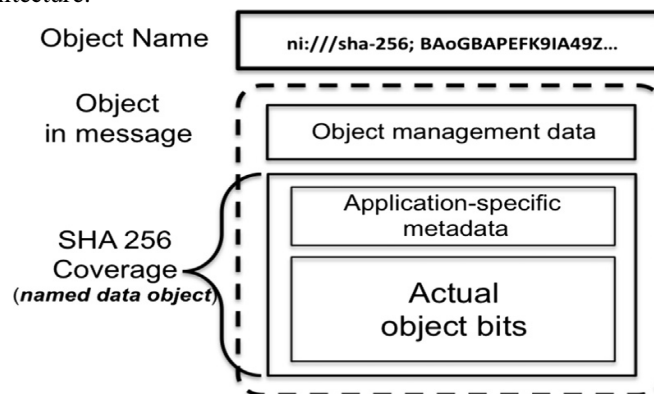 itecture.
Object Name
ni:///sha-256; BAoGBAPEFK9IA49Z...
Object
in message
Object management data
SHA 256
Coverage
(named data object)
Application-specific
metadata
Actual
object bits